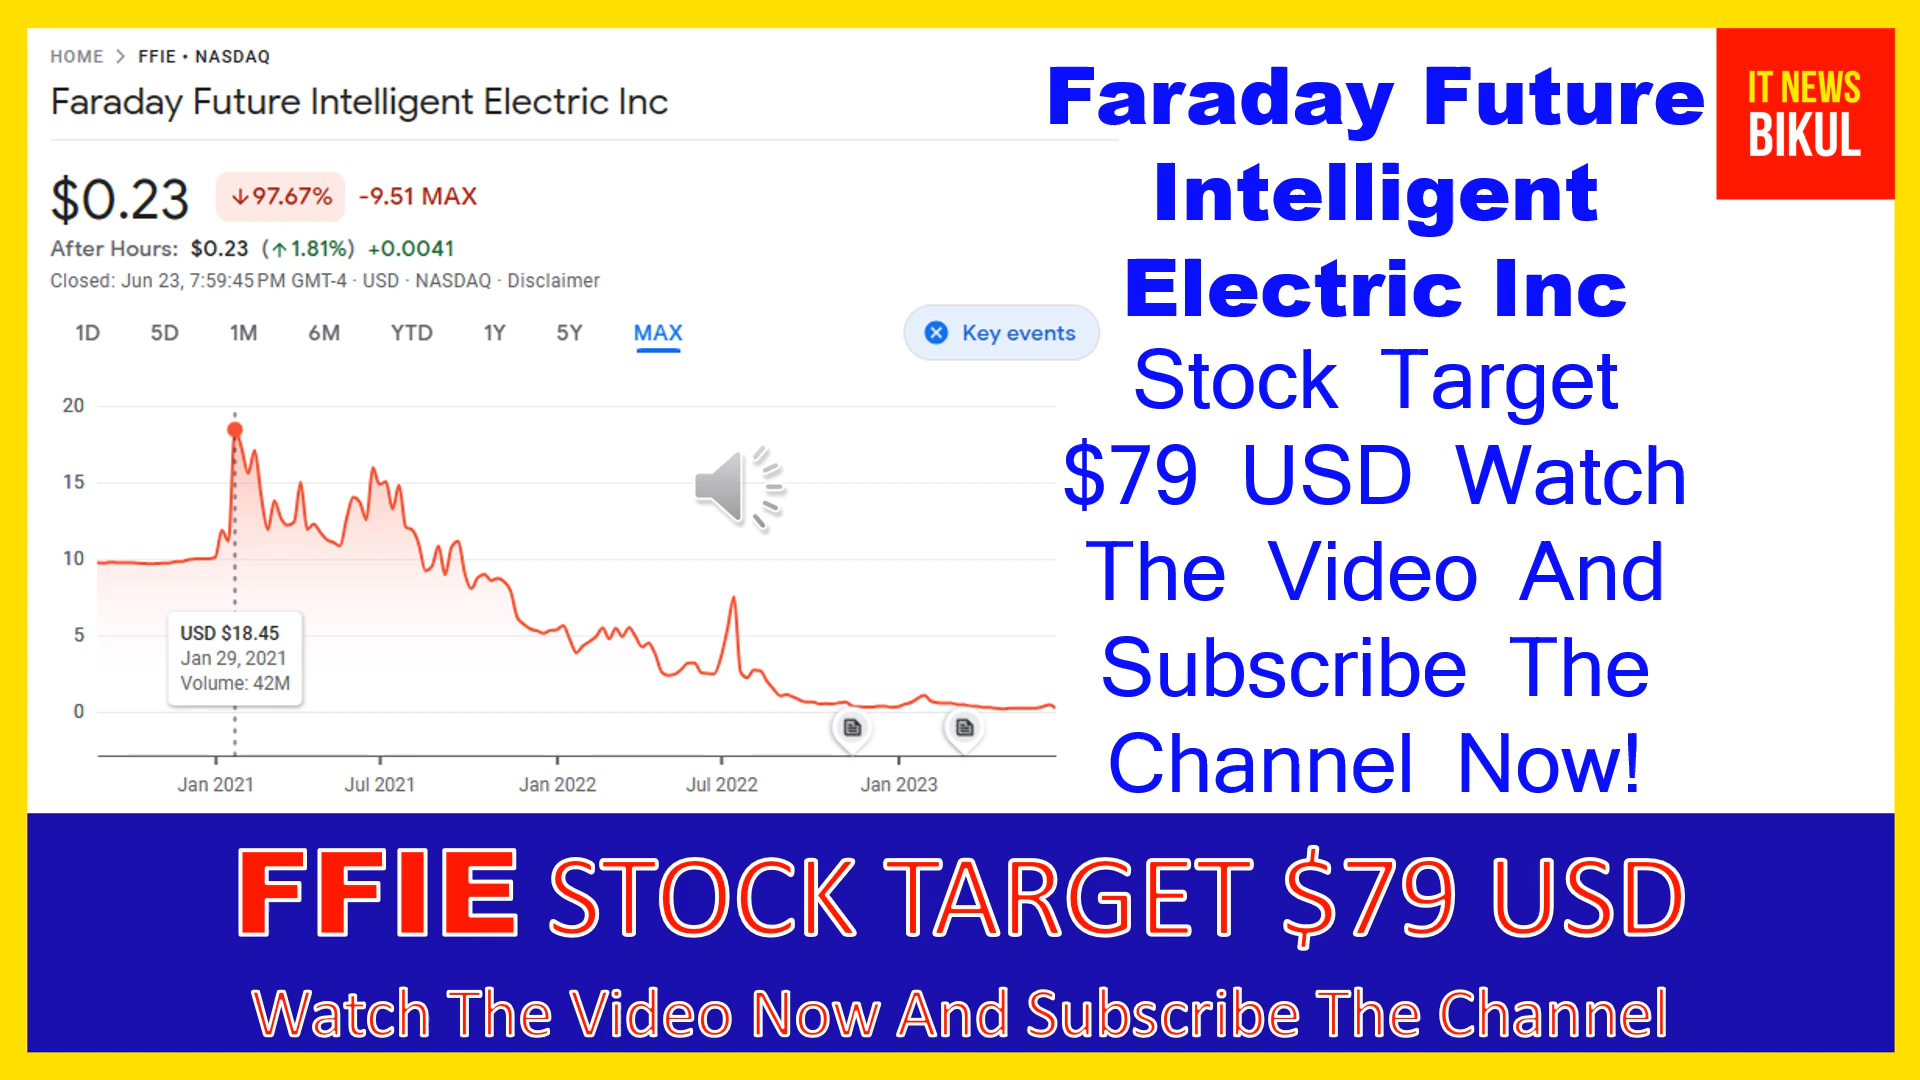 HOME > FFIE • NASDAQ
Faraday Future Intelligent Electric Inc
$0.23 ↓97.67% -9.51 MAX
After Hours: $0.23 (↑1.81%) +0.0041
Closed: Jun 23, 7:59:45 PM GMT-4 · USD · NASDAQ · Disclaimer
1D 5D 1M 6M YTD 1Y 5Y MAX
Key events
20
15
10
5
0
USD $18.45
Jan 29, 2021
Volume: 42M
Jan 2021 Jul 2021 Jan 2022 Jul 2022 Jan 2023
Faraday Future
Intelligent
Electric Inc
Stock Target
$79 USD Watch
The Video And
Subscribe The
Channel Now!
IT NEWS
BIKUL
FFIE STOCK TARGET $79 USD
Watch The Video Now And Subscribe The Channel